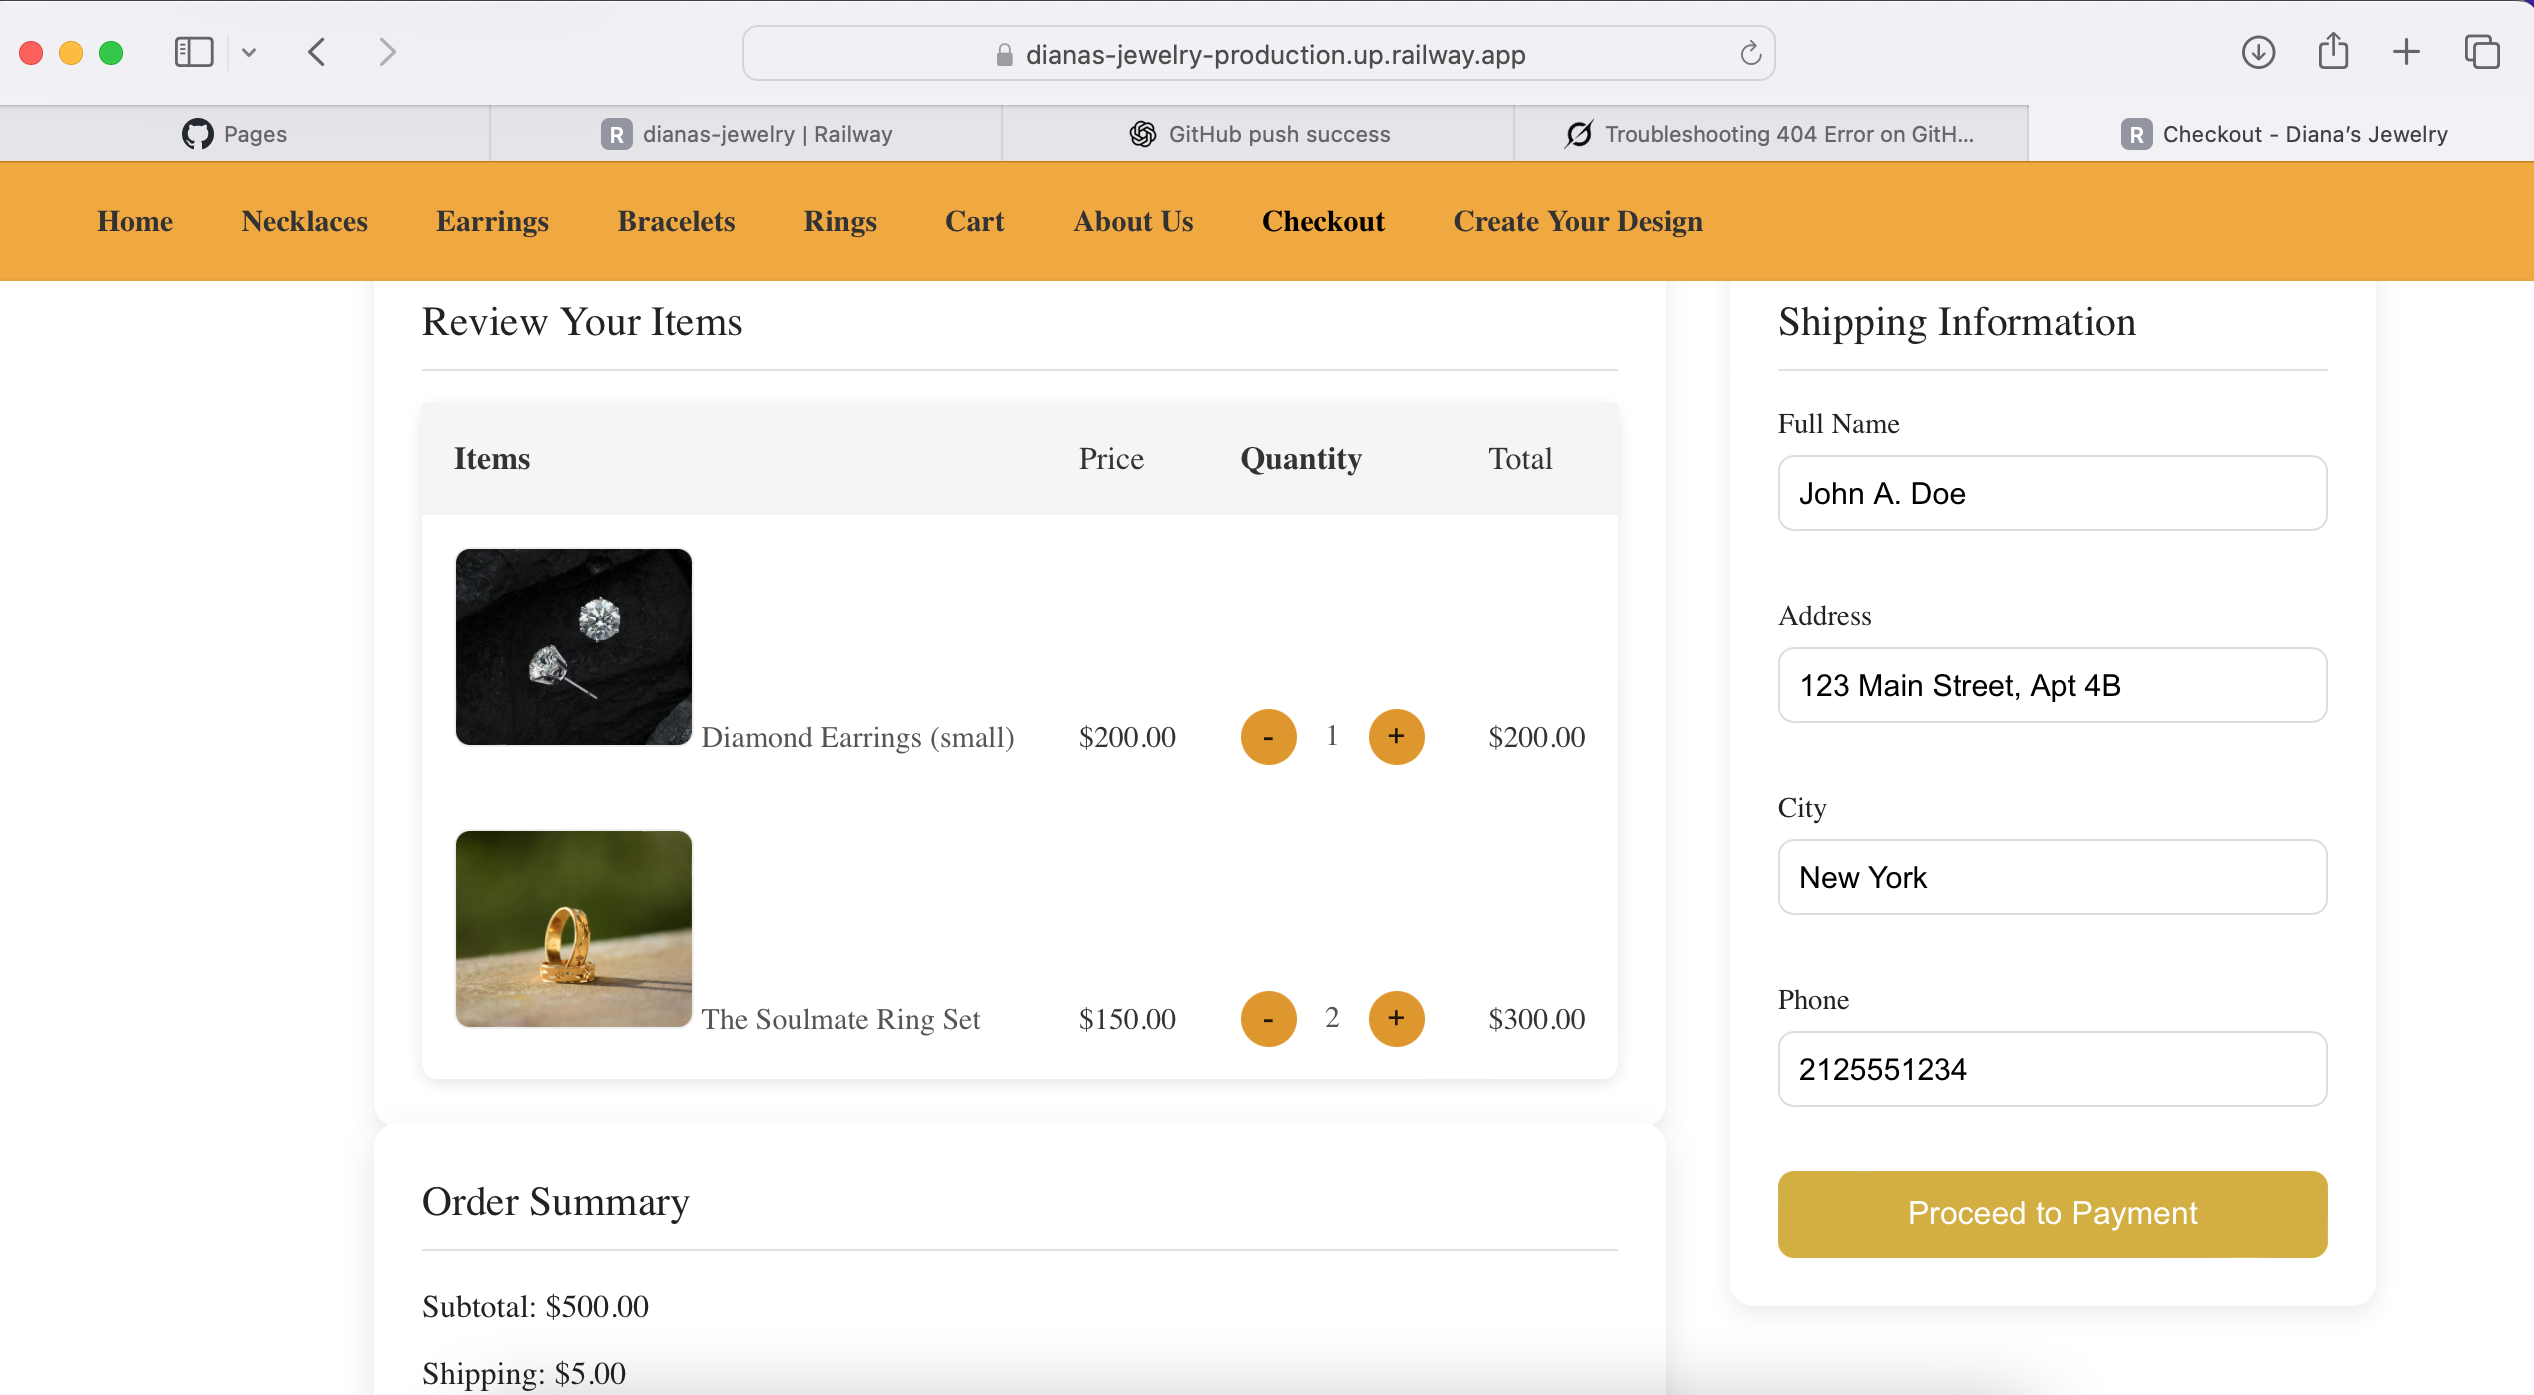 dianas-jewelry-production.up.railway.app
Pages
R dianas-jewelry | Railway
GitHub push success
Troubleshooting 404 Error on GitH...
R Checkout - Diana’s Jewelry
Home Necklaces Earrings Bracelets Rings Cart About Us Checkout Create Your Design
Review Your Items
Items Price Quantity Total
Diamond Earrings (small) $200.00 - 1 + $200.00
The Soulmate Ring Set $150.00 - 2 + $300.00
Order Summary
Subtotal: $500.00
Shipping: $5.00
Shipping Information
Full Name
John A. Doe
Address
123 Main Street, Apt 4B
City
New York
Phone
2125551234
Proceed to Payment